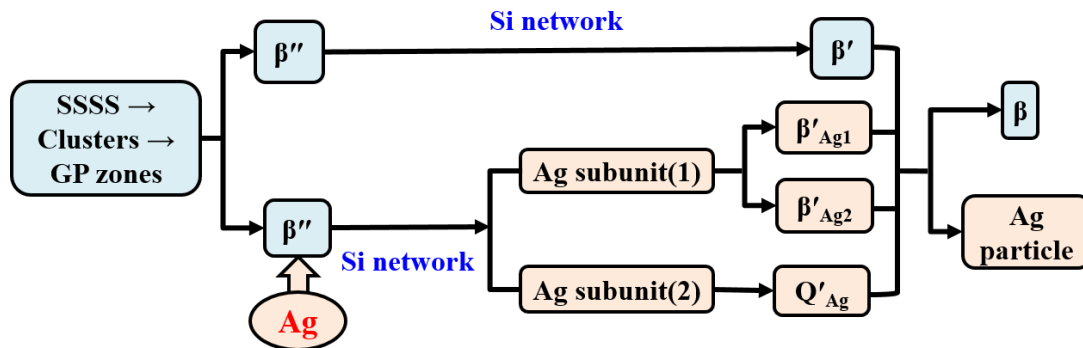 Si network
β″
β′
SSSS →
Clusters →
GP zones
β′Ag1
Ag subunit(1)
β
β′Ag2
β″
Ag
particle
Si network
Ag subunit(2)
Q′Ag
Ag